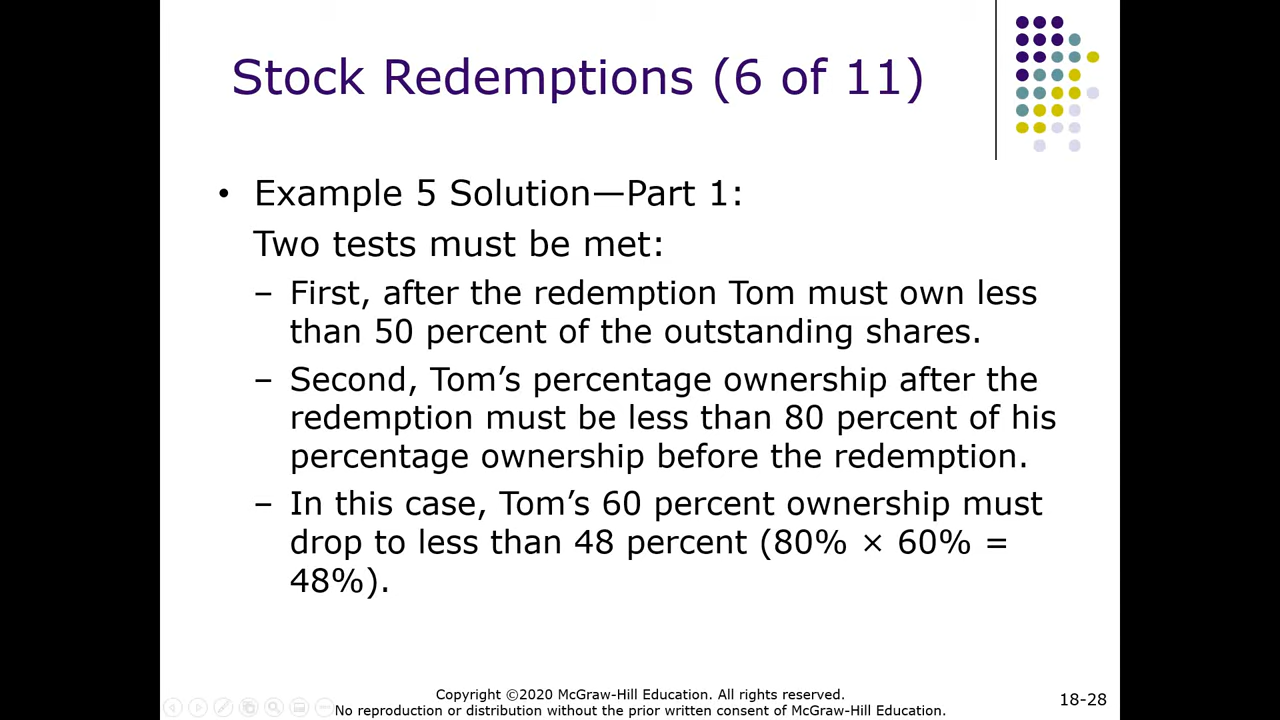 Stock Redemptions (6 of 11)
• Example 5 Solution—Part 1:
Two tests must be met:
– First, after the redemption Tom must own less
than 50 percent of the outstanding shares.
– Second, Tom’s percentage ownership after the
redemption must be less than 80 percent of his
percentage ownership before the redemption.
– In this case, Tom’s 60 percent ownership must
drop to less than 48 percent (80% × 60% =
48%).
Copyright ©2020 McGraw-Hill Education. All rights reserved.
No reproduction or distribution without the prior written consent of McGraw-Hill Education.
18-28